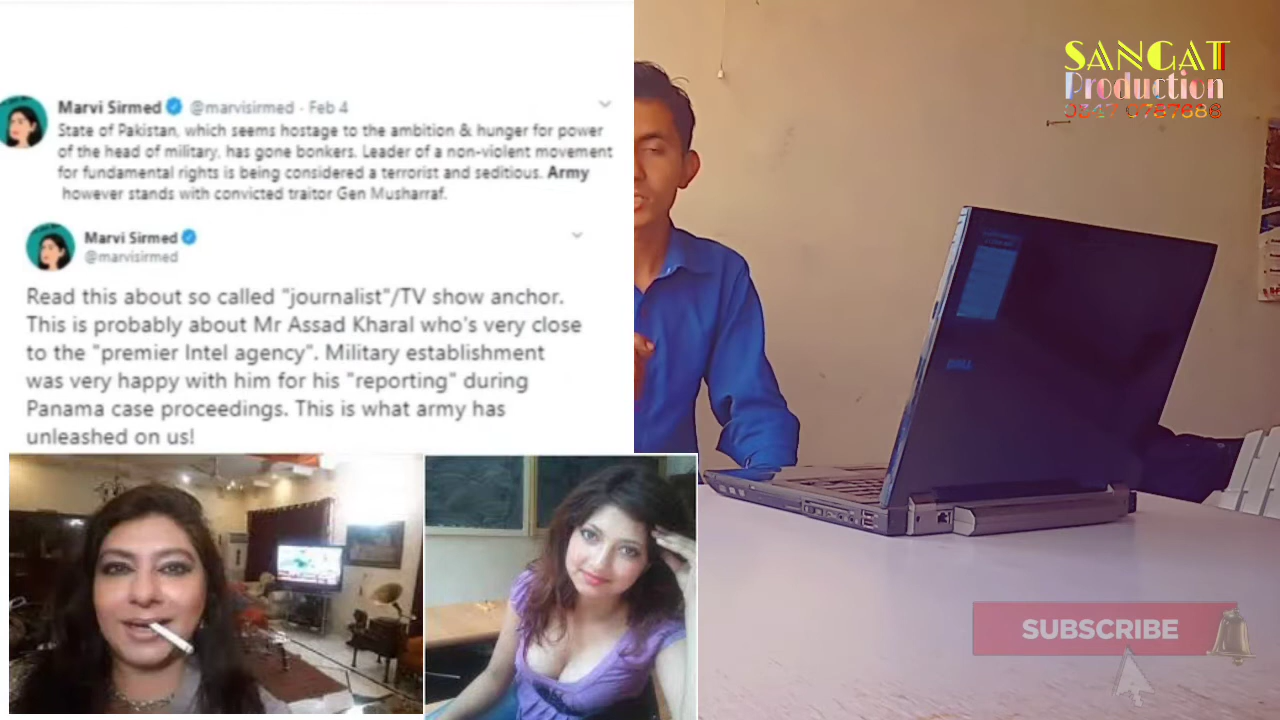 Marvi Sirmed @marvisirmed · Feb 4
State of Pakistan, which seems hostage to the ambition & hunger for power
of the head of military, has gone bonkers. Leader of a non-violent movement
for fundamental rights is being considered a terrorist and seditious. Army
however stands with convicted traitor Gen Musharraf.
Marvi Sirmed
@marvisirmed
Read this about so called "journalist"/TV show anchor.
This is probably about Mr Assad Kharal who's very close
to the "premier Intel agency". Military establishment
was very happy with him for his "reporting" during
Panama case proceedings. This is what army has
unleashed on us!
SANGAT
Production
DELL
SUBSCRIBE